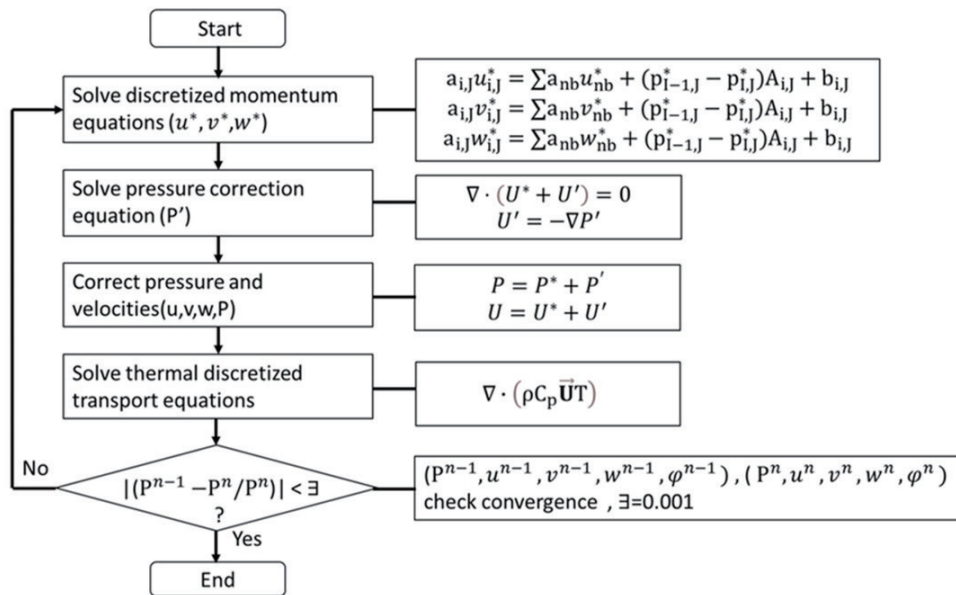 Start
Solve discretized momentum
equations (u*, v*,w*)
a_{i,J}u*_{i,J} = ∑a_{nb}u*_{nb} + (p*_{I−1,J} − p*_{I,J})A_{i,J} + b_{i,J}
a_{i,J}v*_{i,J} = ∑a_{nb}v*_{nb} + (p*_{I−1,J} − p*_{I,J})A_{i,J} + b_{i,J}
a_{i,J}w*_{i,J} = ∑a_{nb}w*_{nb} + (p*_{I−1,J} − p*_{I,J})A_{i,J} + b_{i,J}
Solve pressure correction
equation (P’)
∇ · (U* + U′) = 0
U′ = −∇P′
Correct pressure and
velocities(u,v,w,P)
P = P* + P′
U = U* + U′
Solve thermal discretized
transport equations
∇ · (ρC_p U⃗T)
No
|(P^{n−1} −P^n/P^n)| < ∃
?
Yes
(P^{n−1}, u^{n−1}, v^{n−1}, w^{n−1}, φ^{n−1}) , ( P^n, u^n, v^n, w^n, φ^n)
check convergence , ∃=0.001
End